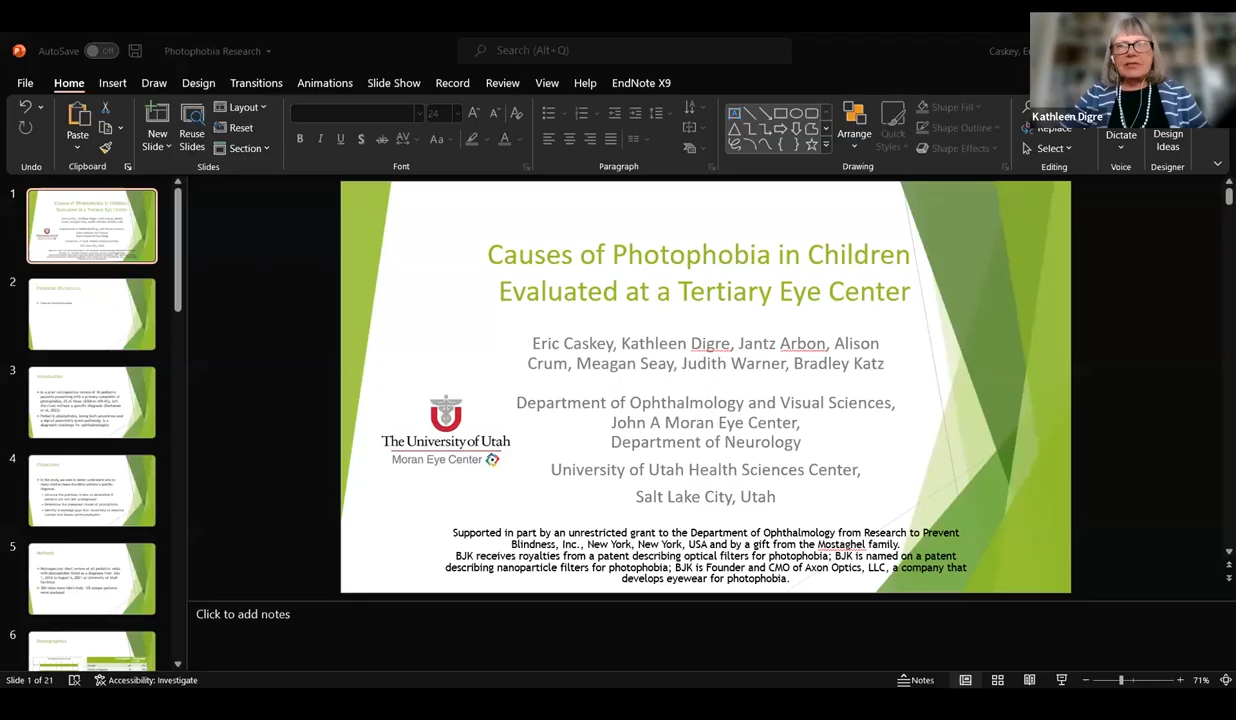 AutoSave
Off
Photophobia Research
Search (Alt+Q)
Caskey,
File
Home
Insert
Draw
Design
Transitions
Animations
Slide Show
Record
Review
View
Help
EndNote X9
Kathleen Digre
Paste
New
Slide
Reuse
Slides
Layout
Reset
Section
24
Arrange
Quick
Styles
Shape Fill
Shape Outline
Shape Effects
Replace
Select
Dictate
Design
Ideas
Undo
Clipboard
Slides
Font
Paragraph
Drawing
Editing
Voice
Designer
1
2
3
4
5
6
Causes of Photophobia in Children
Evaluated at a Tertiary Eye Center
Eric Caskey, Kathleen Digre, Jantz Arbon, Alison
Crum, Meagan Seay, Judith Warner, Bradley Katz
Department of Ophthalmology and Visual Sciences,
John A Moran Eye Center,
Department of Neurology
University of Utah Health Sciences Center,
Salt Lake City, Utah
U
The University of Utah
Moran Eye Center
Supported in part by an unrestricted grant to the Department of Ophthalmology from Research to Prevent
Blindness, Inc., New York, New York, USA and by a gift from the Mostaghel family.
BJK receives royalties from a patent describing optical filters for photophobia; BJK is named on a patent
describing nanoparticle filters for photophobia; BJK is Founder and CMO of Axon Optics, LLC, a company that
develops eyewear for photophobia.
Click to add notes
Slide 1 of 21
Accessibility: Investigate
Notes
71%